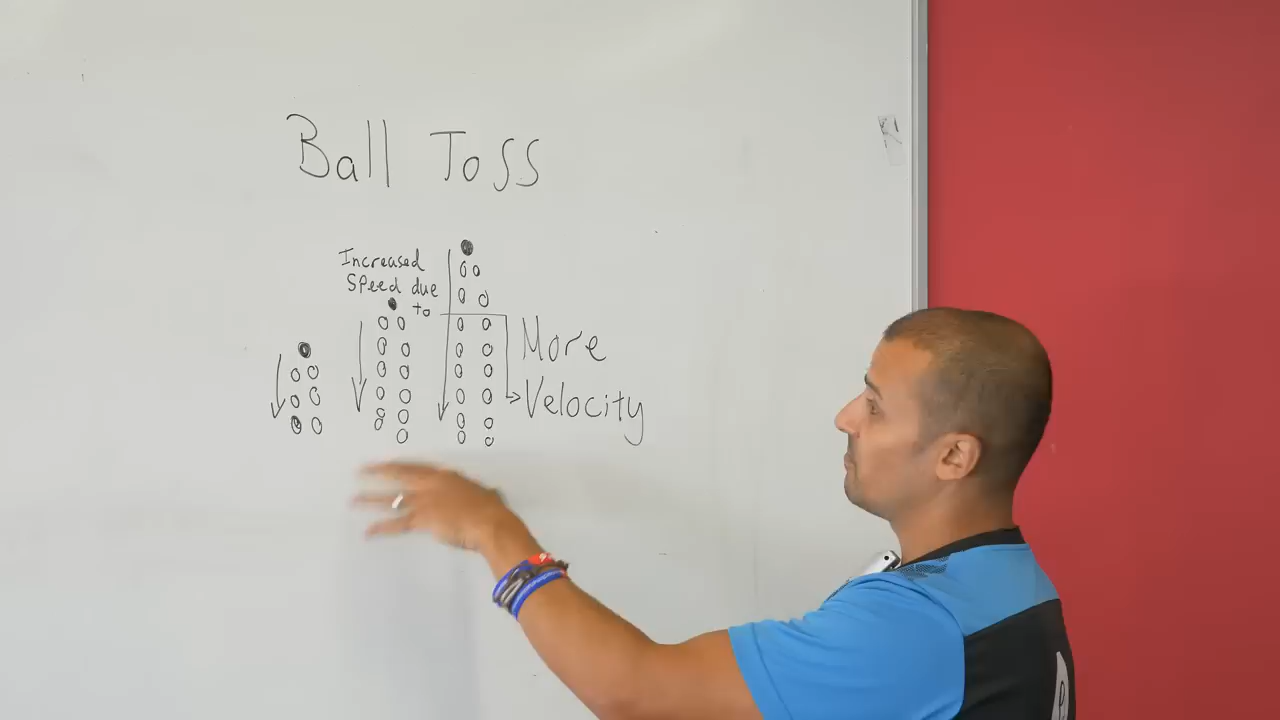 Ball Toss
Increased
Speed due
to
More
Velocity